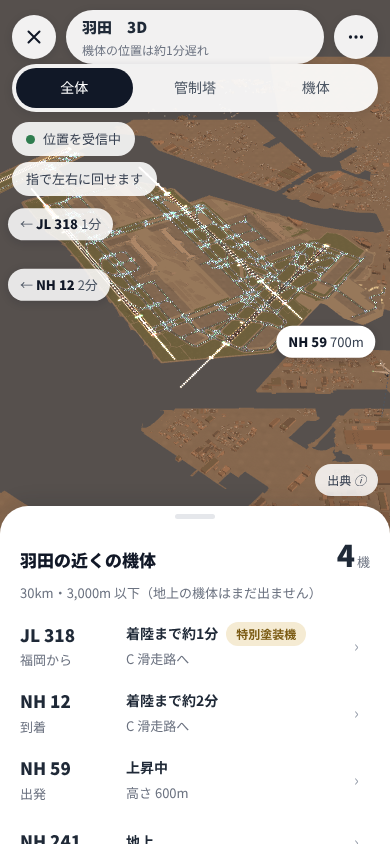 羽田　3D
機体の位置は約1分遅れ
全体
管制塔
機体
位置を受信中
指で左右に回せます
← JL 318 1分
← NH 12 2分
NH 59 700m
出典 ⓘ
羽田の近くの機体
4機
30km・3,000m 以下（地上の機体はまだ出ません）
JL 318
着陸まで約1分
特別塗装機
福岡から
C 滑走路へ
NH 12
着陸まで約2分
到着
C 滑走路へ
NH 59
上昇中
出発
高さ 600m
NH 241
地上